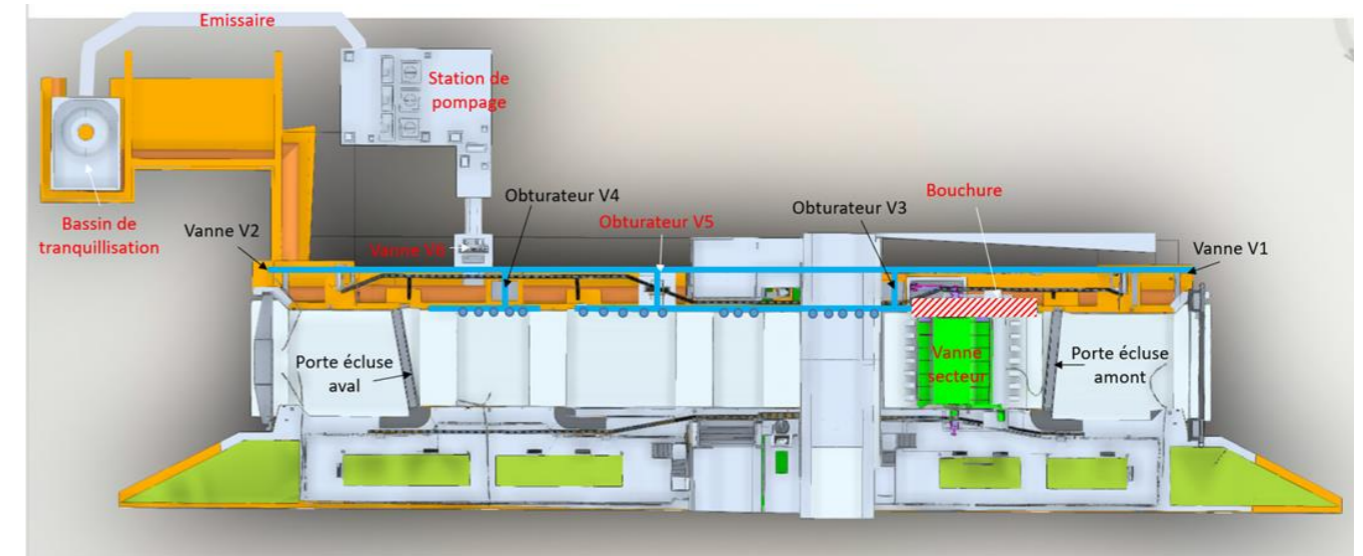 Emissaire
Station de
pompage
Bouchure
Obturateur V4
Obturateur V5
Obturateur V3
Bassin de
tranquillisation
Vanne V2
Vanne V6
Vanne V1
Porte écluse
aval
Vanne
secteur
Porte écluse
amont